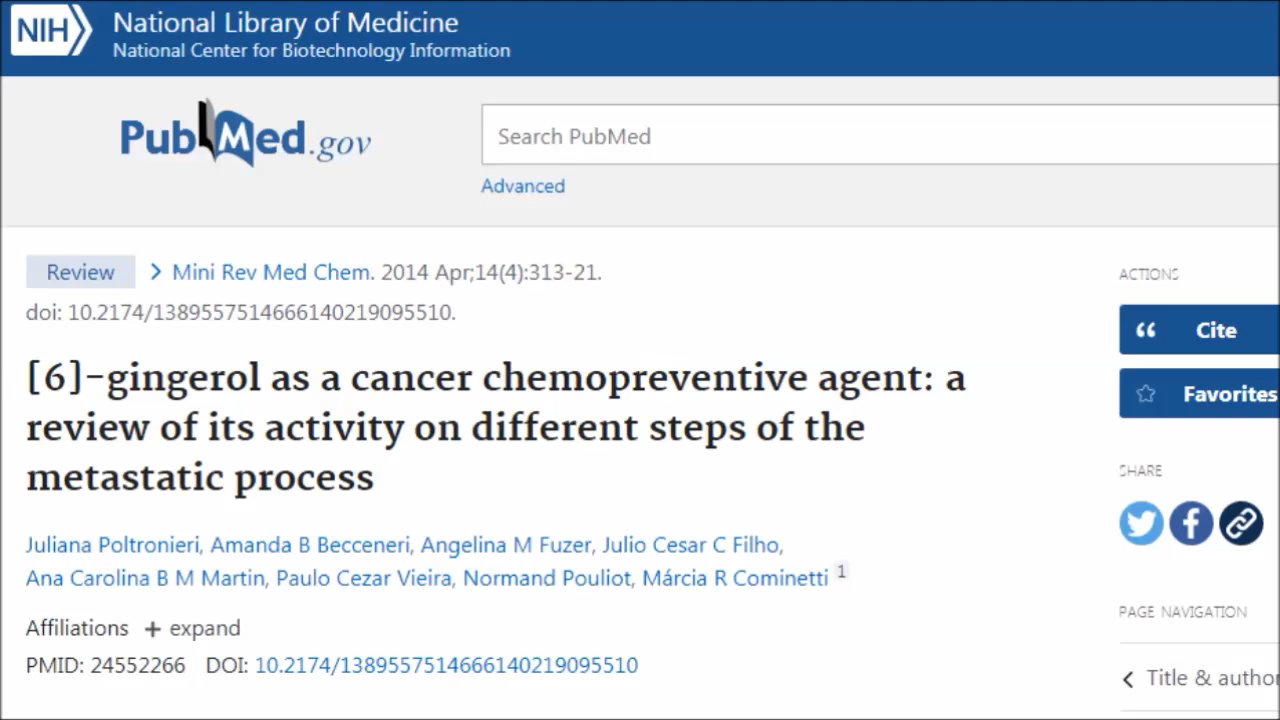 NIH
National Library of Medicine
National Center for Biotechnology Information
PubMed.gov
Search PubMed
Advanced
Review > Mini Rev Med Chem. 2014 Apr;14(4):313-21.
doi: 10.2174/1389557514666140219095510.
[6]-gingerol as a cancer chemopreventive agent: a
review of its activity on different steps of the
metastatic process
Juliana Poltronieri, Amanda B Becceneri, Angelina M Fuzer, Julio Cesar C Filho,
Ana Carolina B M Martin, Paulo Cezar Vieira, Normand Pouliot, Márcia R Cominetti 1
Affiliations + expand
PMID: 24552266 DOI: 10.2174/1389557514666140219095510
ACTIONS
Cite
Favorites
SHARE
PAGE NAVIGATION
Title & author